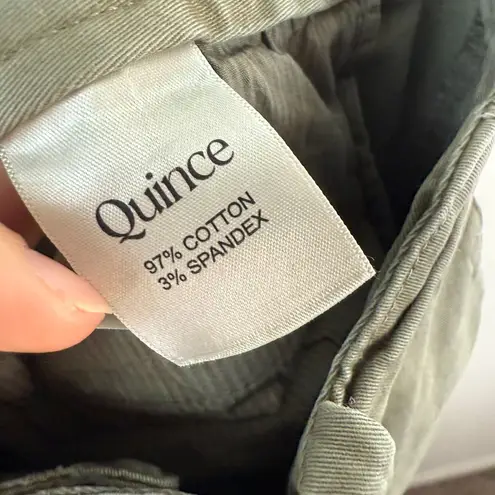 Quince
97% COTTON
3% SPANDEX